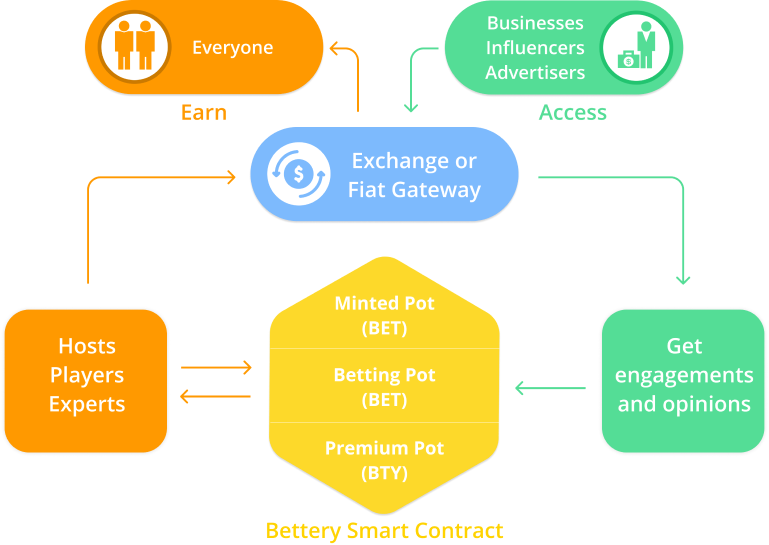 Everyone
Businesses
Influencers
Advertisers
$
Earn
Access
$
Exchange or
Fiat Gateway
Hosts
Players
Experts
Minted Pot
(BET)
Betting Pot
(BET)
Premium Pot
(BTY)
Get
engagements
and opinions
Bettery Smart Contract